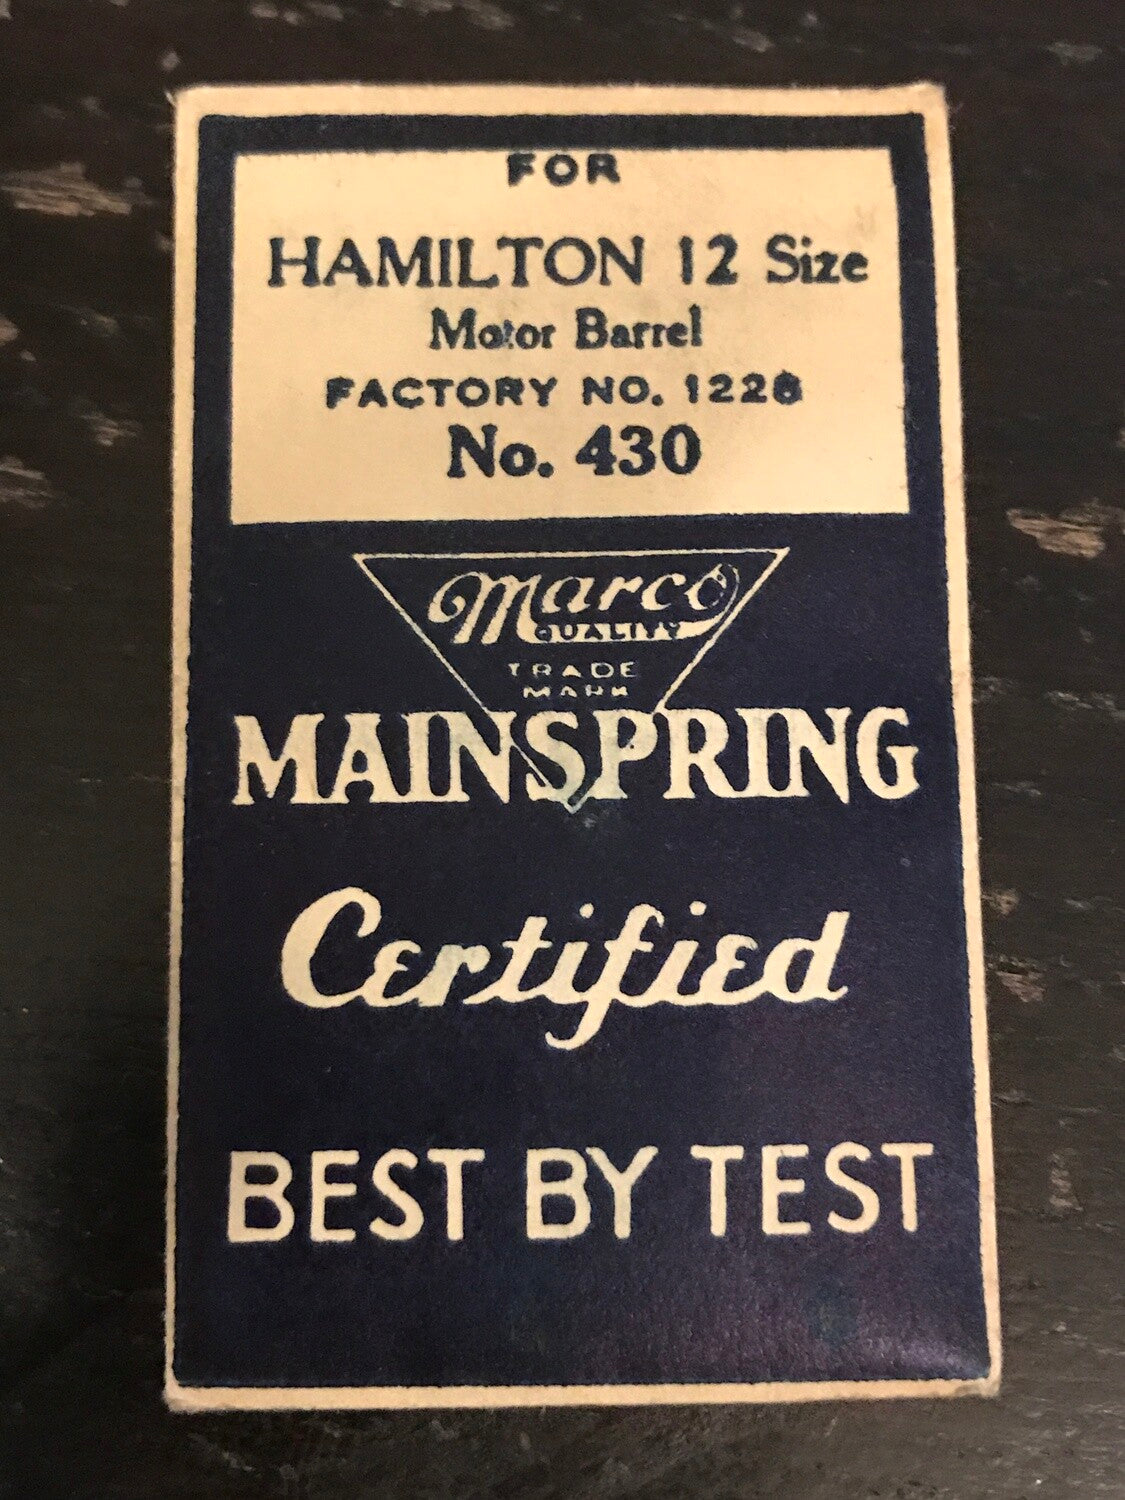 FOR
HAMILTON 12 Size
Motor Barrel
FACTORY NO. 1228
No. 430
Marco
QUALITY
TRADE
MARK
MAINSPRING
Certified
BEST BY TEST